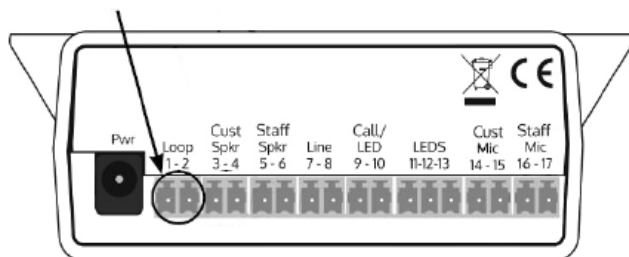 Pwr
Loop
1 - 2
Cust
Spkr
3 - 4
Staff
Spkr
5 - 6
Line
7 - 8
Call/
LED
9 - 10
LEDS
11-12-13
Cust
Mic
14 - 15
Staff
Mic
16 - 17
CE